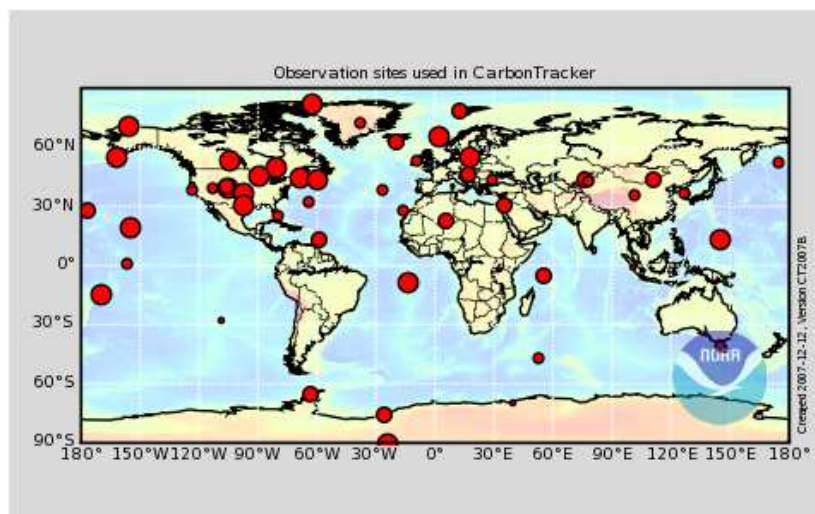 Observation sites used in CarbonTracker
60°N
30°N
0°
30°S
60°S
90°S
180° 150°W 120°W 90°W 60°W 30°W 0° 30°E 60°E 90°E 120°E 150°E 180°
NOAA
Created 2007-12-12, Version CT2007B